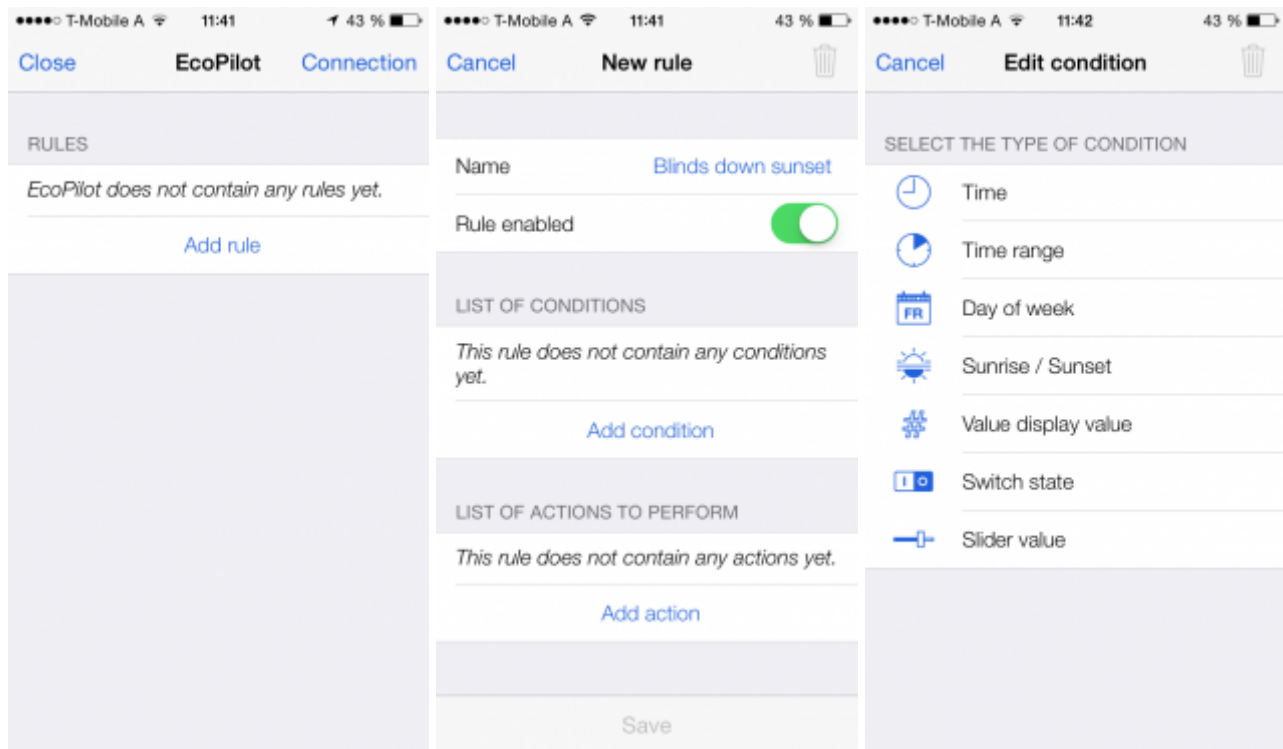 T-Mobile A 11:41 43 %
Close EcoPilot Connection
RULES
EcoPilot does not contain any rules yet.
Add rule
T-Mobile A 11:41 43 %
Cancel New rule
Name Blinds down sunset
Rule enabled
LIST OF CONDITIONS
This rule does not contain any conditions
yet.
Add condition
LIST OF ACTIONS TO PERFORM
This rule does not contain any actions yet.
Add action
Save
T-Mobile A 11:42 43 %
Cancel Edit condition
SELECT THE TYPE OF CONDITION
Time
Time range
FR Day of week
Sunrise / Sunset
# Value display value
I O Switch state
Slider value